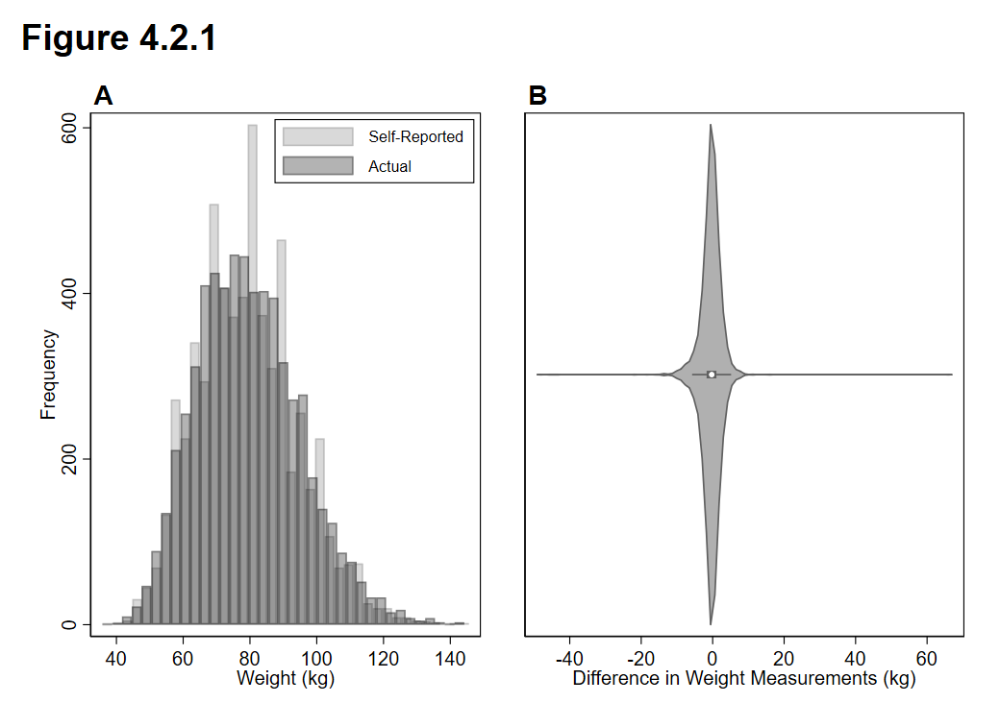 Figure 4.2.1
A
Self-Reported
Actual
Frequency
600
400
200
0
40 60 80 100 120 140
Weight (kg)
B
-40 -20 0 20 40 60
Difference in Weight Measurements (kg)